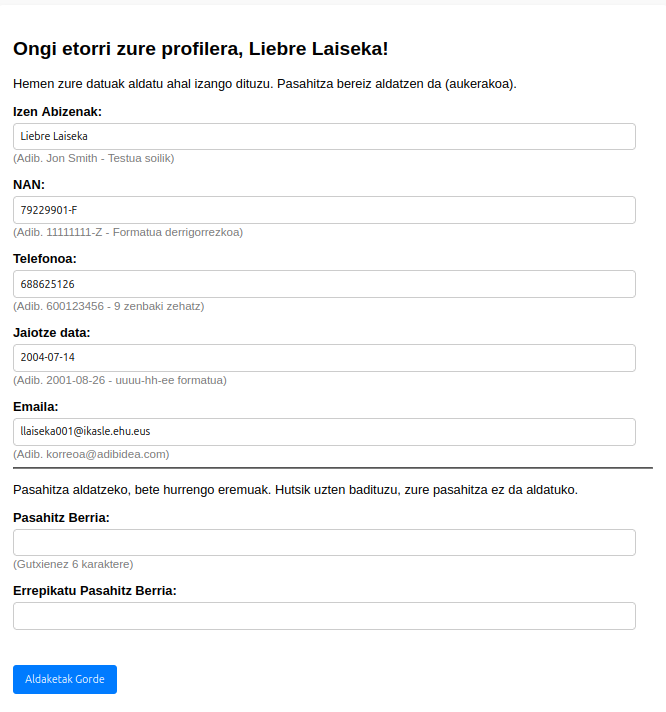 Ongi etorri zure profilera, Liebre Laiseka!
Hemen zure datuak aldatu ahal izango dituzu. Pasahitza bereiz aldatzen da (aukerakoa).
Izen Abizenak:
Liebre Laiseka
(Adib. Jon Smith - Testua soilik)
NAN:
79229901-F
(Adib. 11111111-Z - Formatua derrigorrezkoa)
Telefonoa:
688625126
(Adib. 600123456 - 9 zenbaki zehatz)
Jaiotze data:
2004-07-14
(Adib. 2001-08-26 - uuuu-hh-ee formatua)
Emaila:
llaiseka001@ikasle.ehu.eus
(Adib. korreoa@adibidea.com)
Pasahitza aldatzeko, bete hurrengo eremuak. Hutsik uzten badituzu, zure pasahitza ez da aldatuko.
Pasahitz Berria:
(Gutxienez 6 karaktere)
Errepikatu Pasahitz Berria:
Aldaketak Gorde